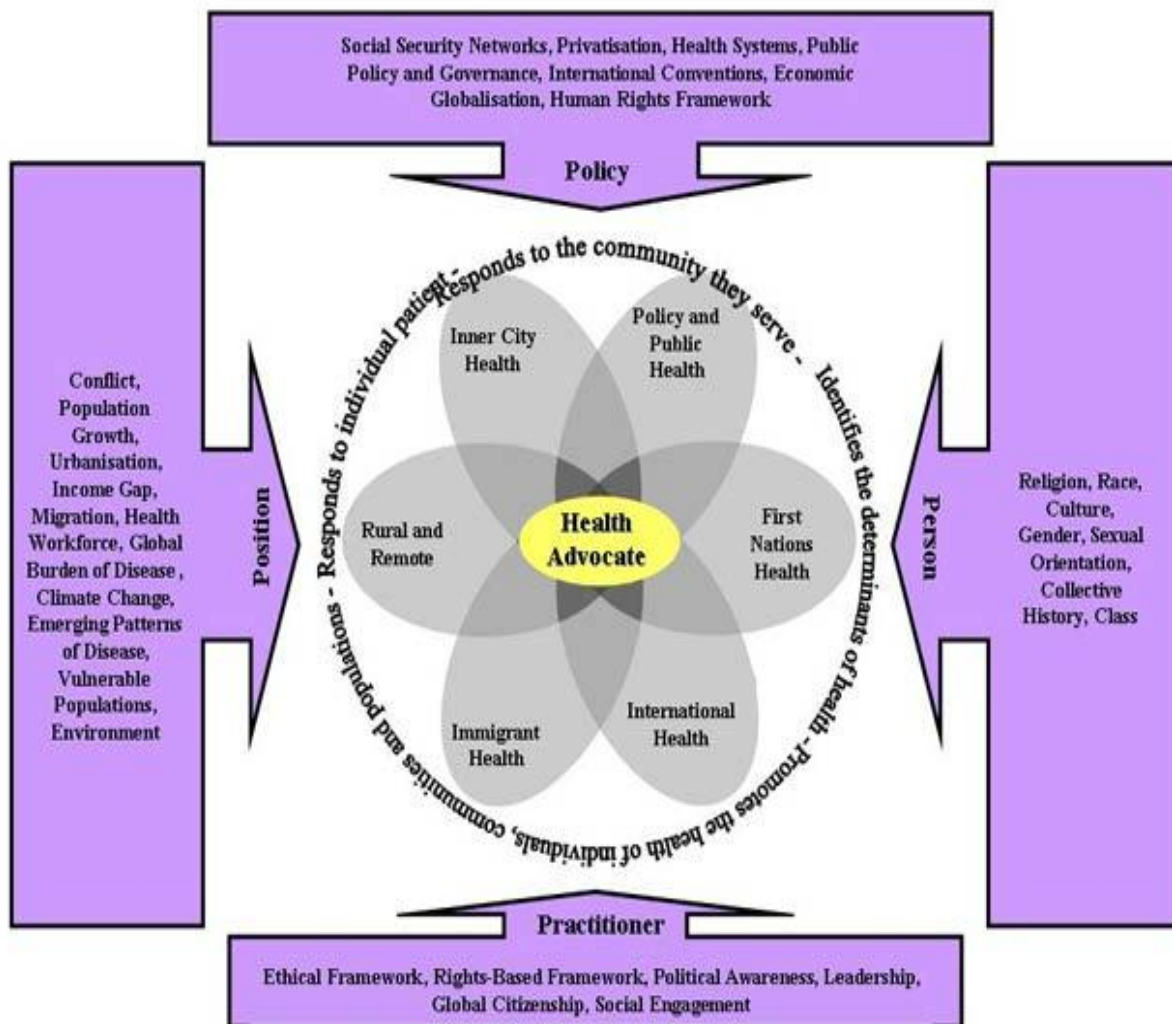 Social Security Networks, Privatisation, Health Systems, Public
Policy and Governance, International Conventions, Economic
Globalisation, Human Rights Framework
Policy
Conflict,
Population
Growth,
Urbanisation,
Income Gap,
Migration, Health
Workforce, Global
Burden of Disease ,
Climate Change,
Emerging Patterns
of Disease,
Vulnerable
Populations,
Environment
Position
Responds to individual patient -
Responds to the community they serve -
Identifies the determinants of health -
Promotes the health of individuals, communities and populations -
Inner City
Health
Policy and
Public
Health
Rural and
Remote
Health
Advocate
First
Nations
Health
Immigrant
Health
International
Health
Person
Religion, Race,
Culture,
Gender, Sexual
Orientation,
Collective
History, Class
Practitioner
Ethical Framework, Rights-Based Framework, Political Awareness, Leadership,
Global Citizenship, Social Engagement